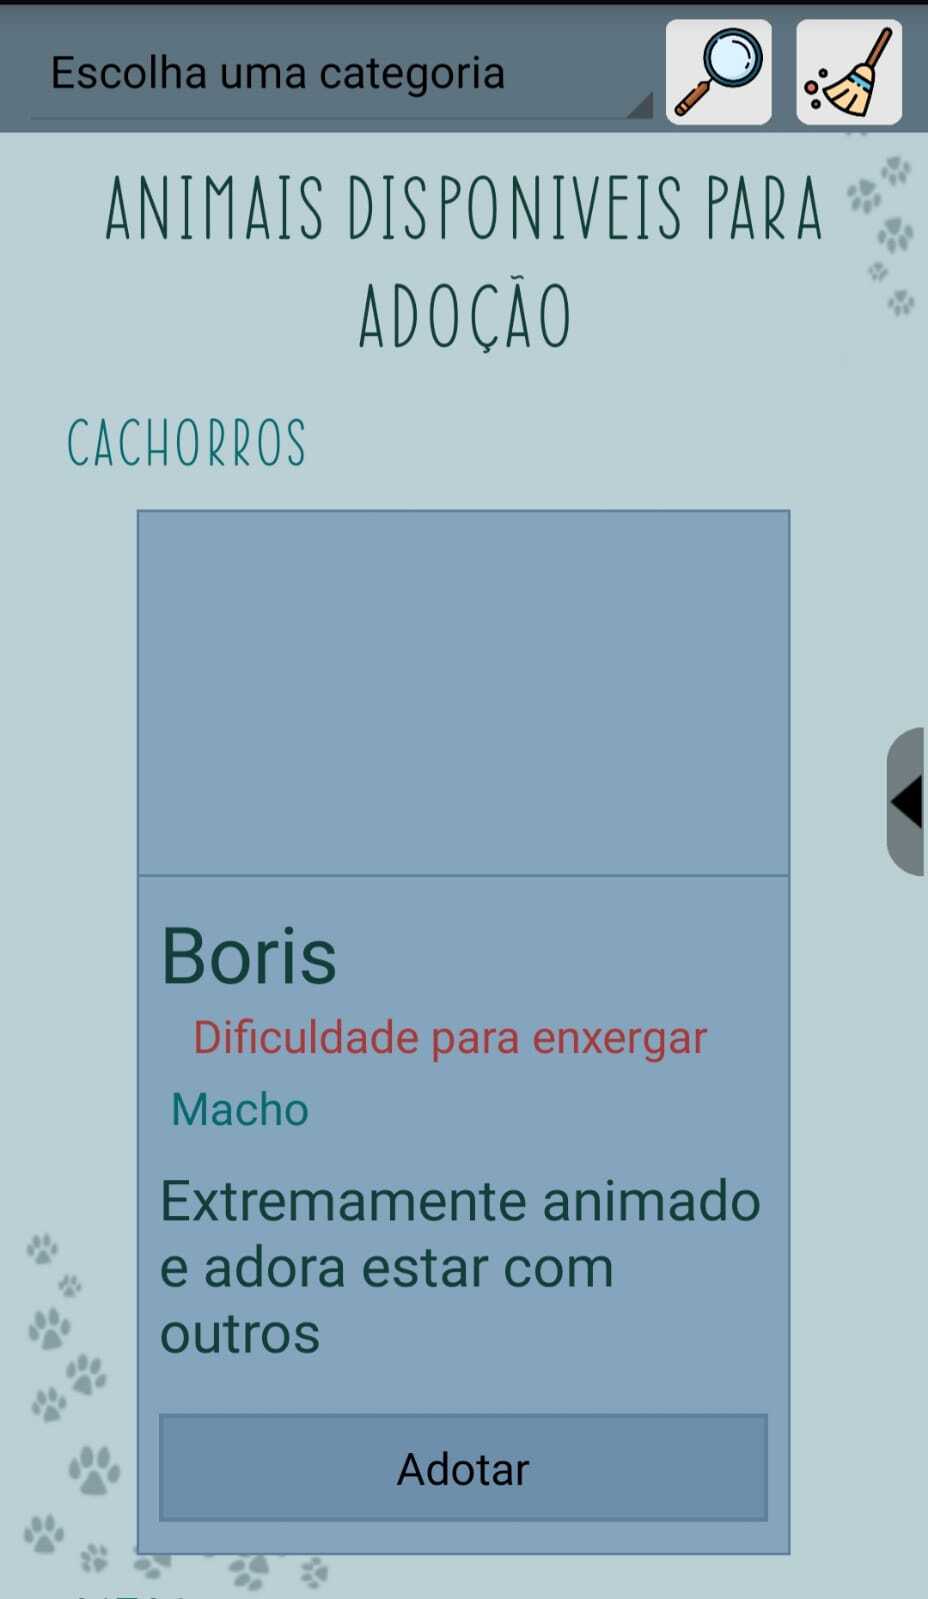 Escolha uma categoria
ANIMAIS DISPONIVEIS PARA
ADOÇÃO
CACHORROS
Boris
Dificuldade para enxergar
Macho
Extremamente animado
e adora estar com
outros
Adotar